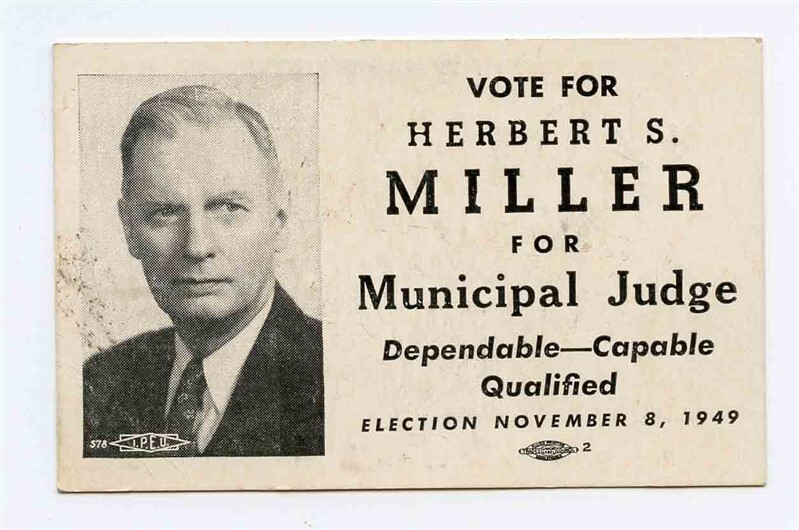 VOTE FOR
HERBERT S.
MILLER
FOR
Municipal Judge
Dependable—Capable
Qualified
ELECTION NOVEMBER 8, 1949
578 I.P.E.U.
2